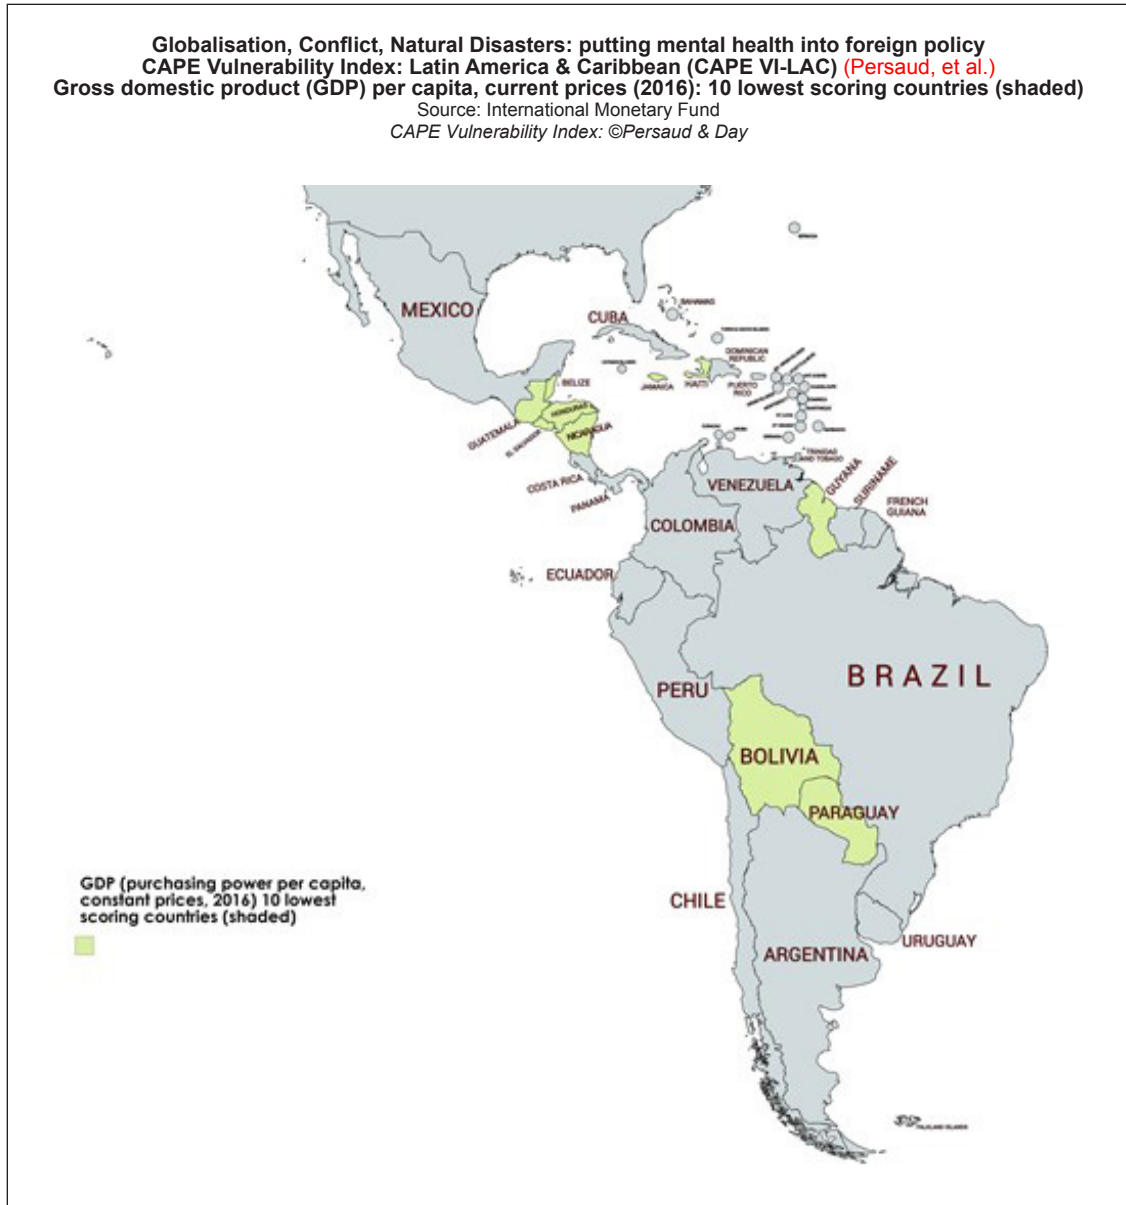 Globalisation, Conflict, Natural Disasters: putting mental health into foreign policy
CAPE Vulnerability Index: Latin America & Caribbean (CAPE VI-LAC) (Persaud, et al.)
Gross domestic product (GDP) per capita, current prices (2016): 10 lowest scoring countries (shaded)
Source: International Monetary Fund
CAPE Vulnerability Index: ©Persaud & Day
MEXICO
BAHAMAS
CUBA
DOMINICAN
REPUBLIC
JAMAICA
HAITI
PUERTO
RICO
BELIZE
HONDURAS
GUATEMALA
EL SALVADOR
NICARAGUA
COSTA RICA
PANAMA
TRINIDAD
AND TOBAGO
VENEZUELA
GUYANA
SURINAME
FRENCH
GUIANA
COLOMBIA
ECUADOR
PERU
BRAZIL
BOLIVIA
PARAGUAY
CHILE
ARGENTINA
URUGUAY
FALKLAND ISLANDS
GDP (purchasing power per capita,
constant prices, 2016) 10 lowest
scoring countries (shaded)